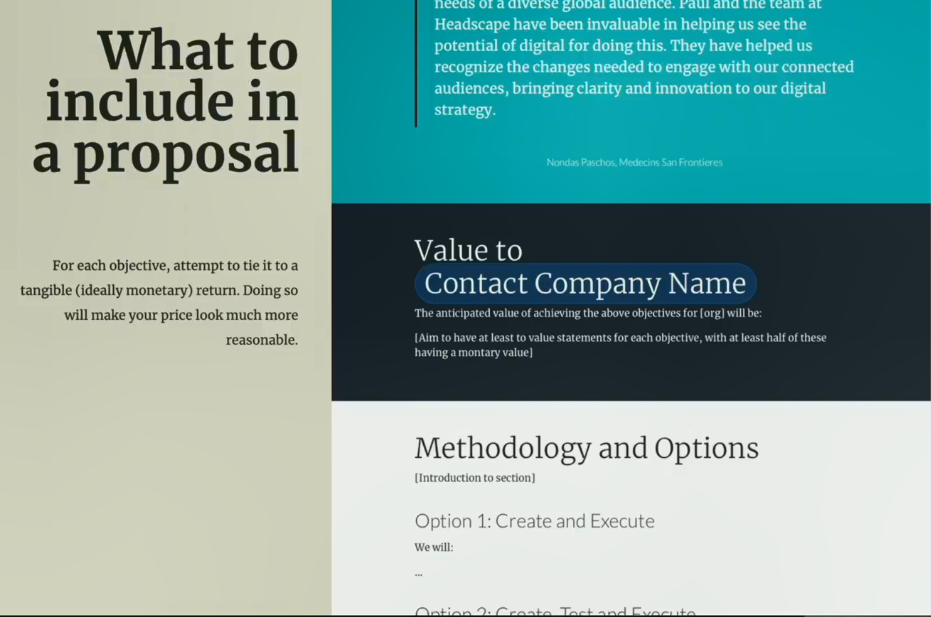 What to
include in
a proposal
For each objective, attempt to tie it to a
tangible (ideally monetary) return. Doing so
will make your price look much more
reasonable.
needs of a diverse global audience. Paul and the team at
Headscape have been invaluable in helping us see the
potential of digital for doing this. They have helped us
recognize the changes needed to engage with our connected
audiences, bringing clarity and innovation to our digital
strategy.
Nondas Paschos, Medecins San Frontieres
Value to
Contact Company Name
The anticipated value of achieving the above objectives for [org] will be:
[Aim to have at least to value statements for each objective, with at least half of these
having a montary value]
Methodology and Options
[Introduction to section]
Option 1: Create and Execute
We will:
...
Option 2: Create, Test and Execute